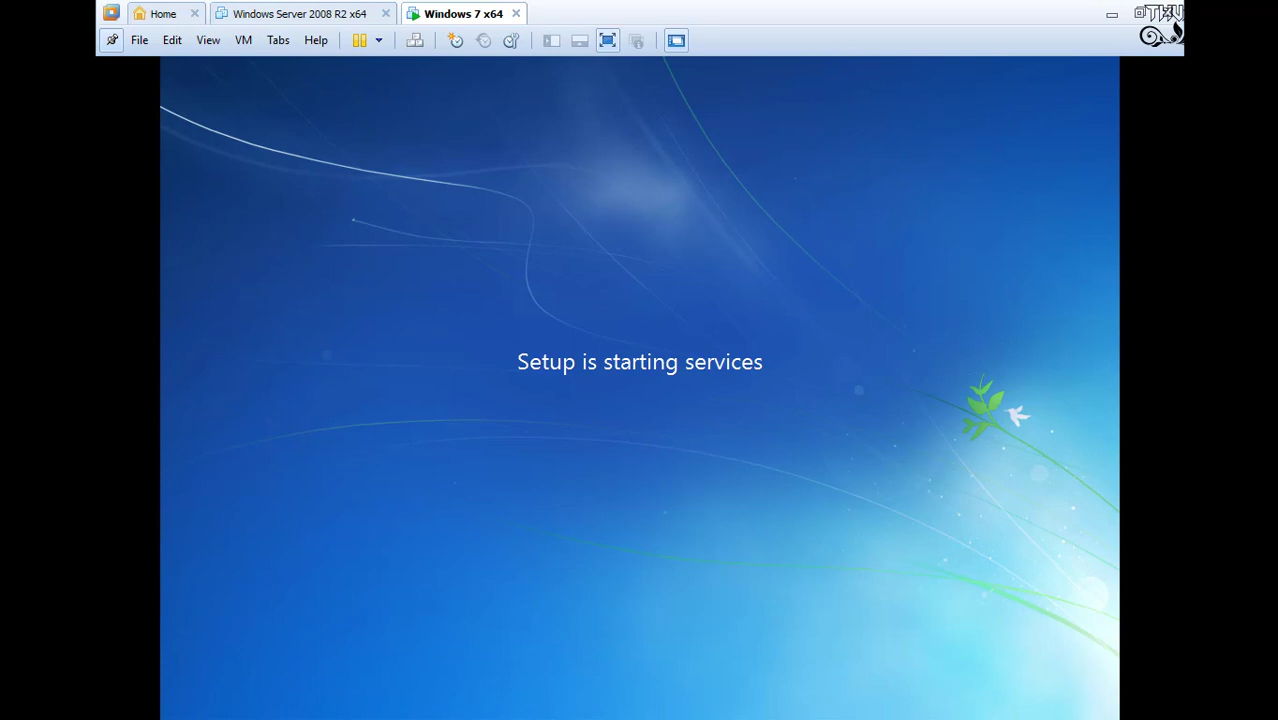 Home
Windows Server 2008 R2 x64
Windows 7 x64
File Edit View VM Tabs Help
Setup is starting services